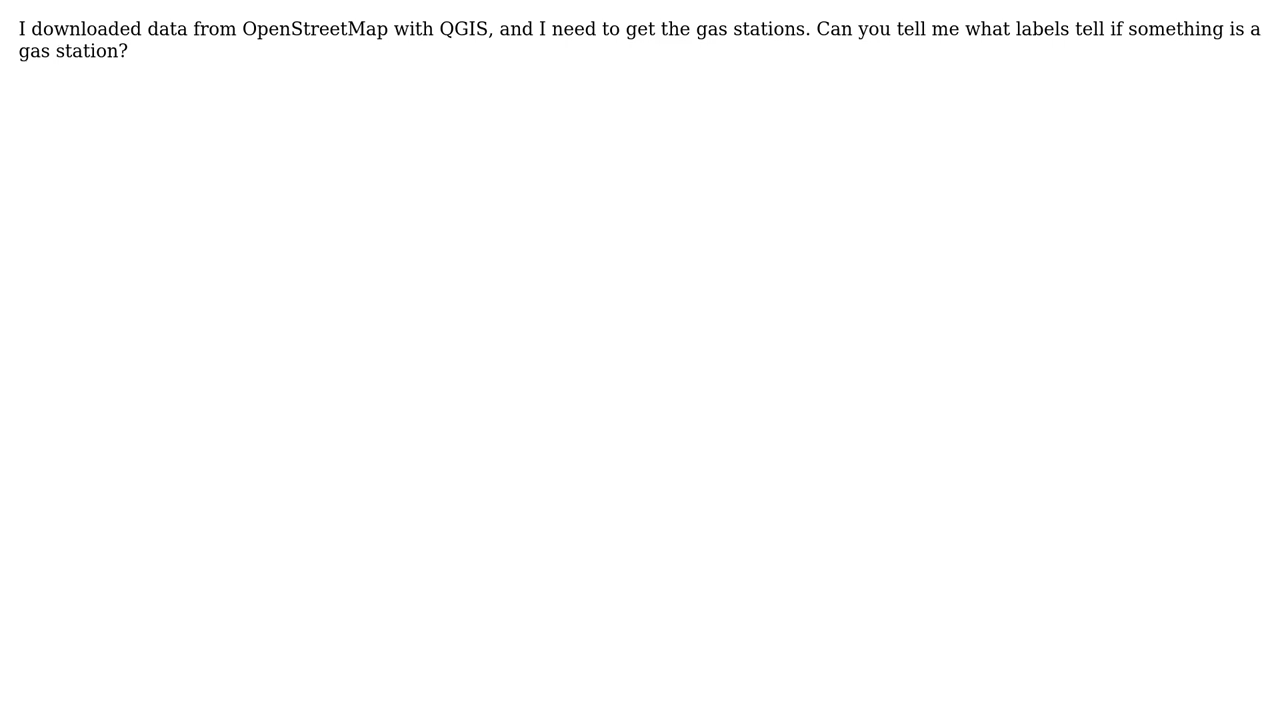 I downloaded data from OpenStreetMap with QGIS, and I need to get the gas stations. Can you tell me what labels tell if something is a
gas station?